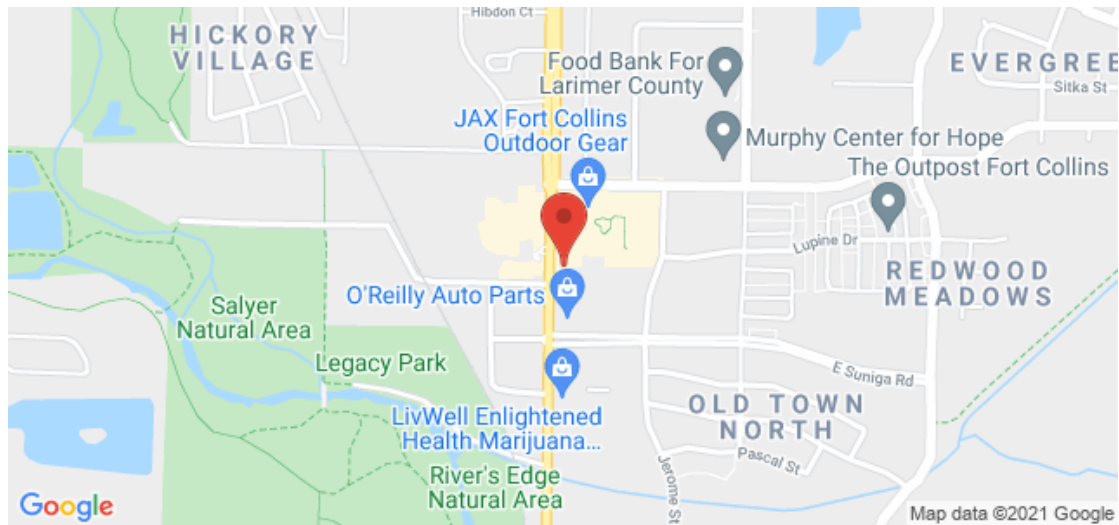 Hibdon Ct
HICKORY
VILLAGE
Food Bank For
Larimer County
EVERGREE
Sitka St
JAX Fort Collins
Outdoor Gear
Murphy Center for Hope
The Outpost Fort Collins
Lupine Dr
REDWOOD
MEADOWS
O'Reilly Auto Parts
Salyer
Natural Area
Legacy Park
E Suniga Rd
LivWell Enlightened
Health Marijuana...
OLD TOWN
NORTH
Pascal St
Jerome St
River's Edge
Natural Area
Google
Map data ©2021 Google